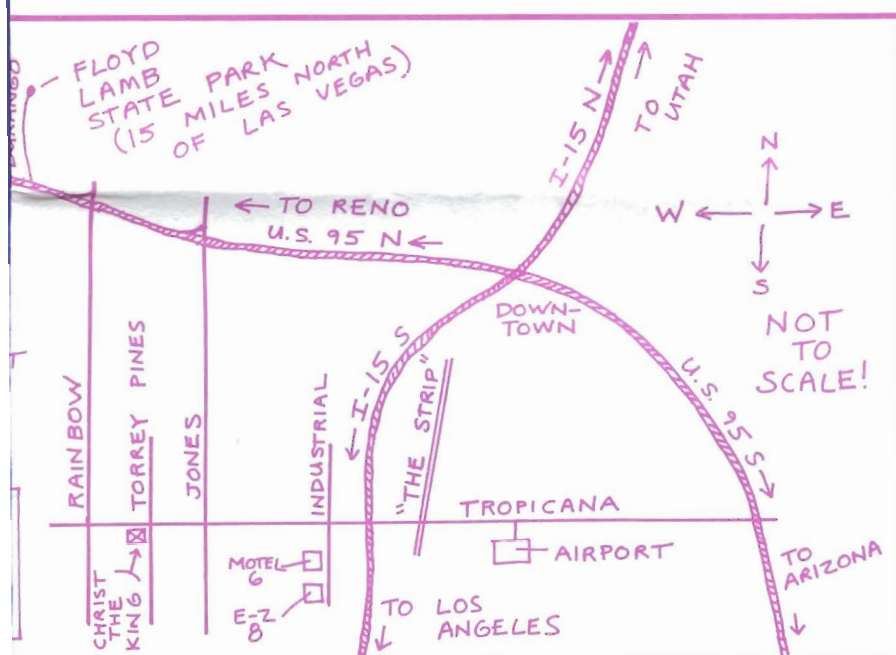 FLOYD
LAMB
STATE PARK
(15 MILES NORTH
OF LAS VEGAS)
I-15 N
TO
UTAH
N
W
E
S
NOT
TO
SCALE!
TO RENO
U.S. 95 N
DOWN-
TOWN
I-15 S
"THE STRIP"
U.S. 95 S
RAINBOW
TORREY PINES
JONES
INDUSTRIAL
TROPICANA
AIRPORT
CHRIST
THE
KING
MOTEL
6
E-Z
8
TO LOS
ANGELES
TO
ARIZONA